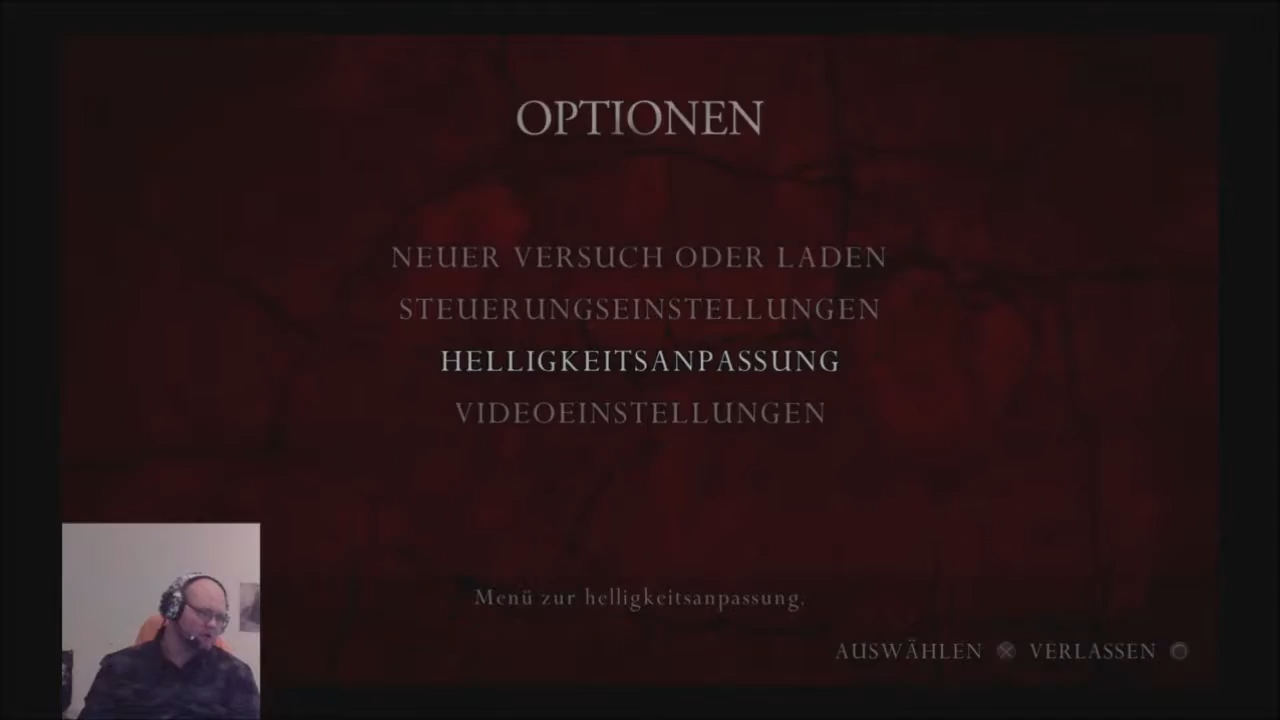 OPTIONEN
NEUER VERSUCH ODER LADEN
STEUERUNGSEINSTELLUNGEN
HELLIGKEITSANPASSUNG
VIDEOEINSTELLUNGEN
Menü zur helligkeitsanpassung.
AUSWÄHLEN VERLASSEN